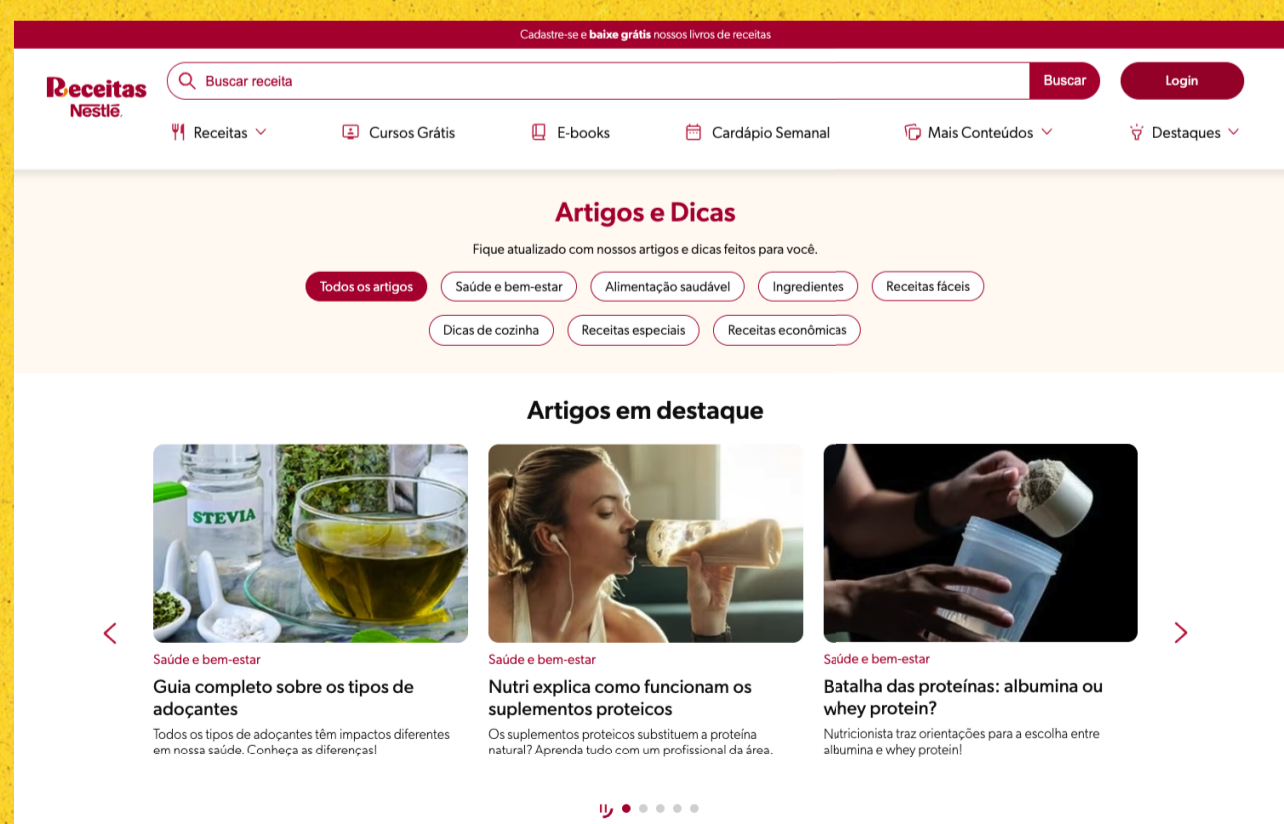 Cadastre-se e baixe grátis nossos livros de receitas
Receitas
Nestlé.
Buscar receita
Buscar
Login
Receitas
Cursos Grátis
E-books
Cardápio Semanal
Mais Conteúdos
Destaques
Artigos e Dicas
Fique atualizado com nossos artigos e dicas feitos para você.
Todos os artigos
Saúde e bem-estar
Alimentação saudável
Ingredientes
Receitas fáceis
Dicas de cozinha
Receitas especiais
Receitas econômicas
Artigos em destaque
STEVIA
Saúde e bem-estar
Guia completo sobre os tipos de
adoçantes
Todos os tipos de adoçantes têm impactos diferentes
em nossa saúde. Conheça as diferenças!
Saúde e bem-estar
Nutri explica como funcionam os
suplementos proteicos
Os suplementos proteicos substituem a proteína
natural? Aprenda tudo com um profissional da área.
Saúde e bem-estar
Batalha das proteínas: albumina ou
whey protein?
Nutricionista traz orientações para a escolha entre
albumina e whey protein!